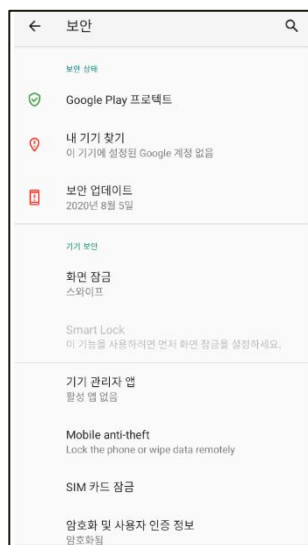 보안
보안 상태
Google Play 프로텍트
내 기기 찾기
이 기기에 설정된 Google 계정 없음
보안 업데이트
2020년 8월 5일
기기 보안
화면 잠금
스와이프
Smart Lock
이 기능을 사용하려면 먼저 화면 잠금을 설정하세요.
기기 관리자 앱
활성 앱 없음
Mobile anti-theft
Lock the phone or wipe data remotely
SIM 카드 잠금
암호화 및 사용자 인증 정보
암호화됨